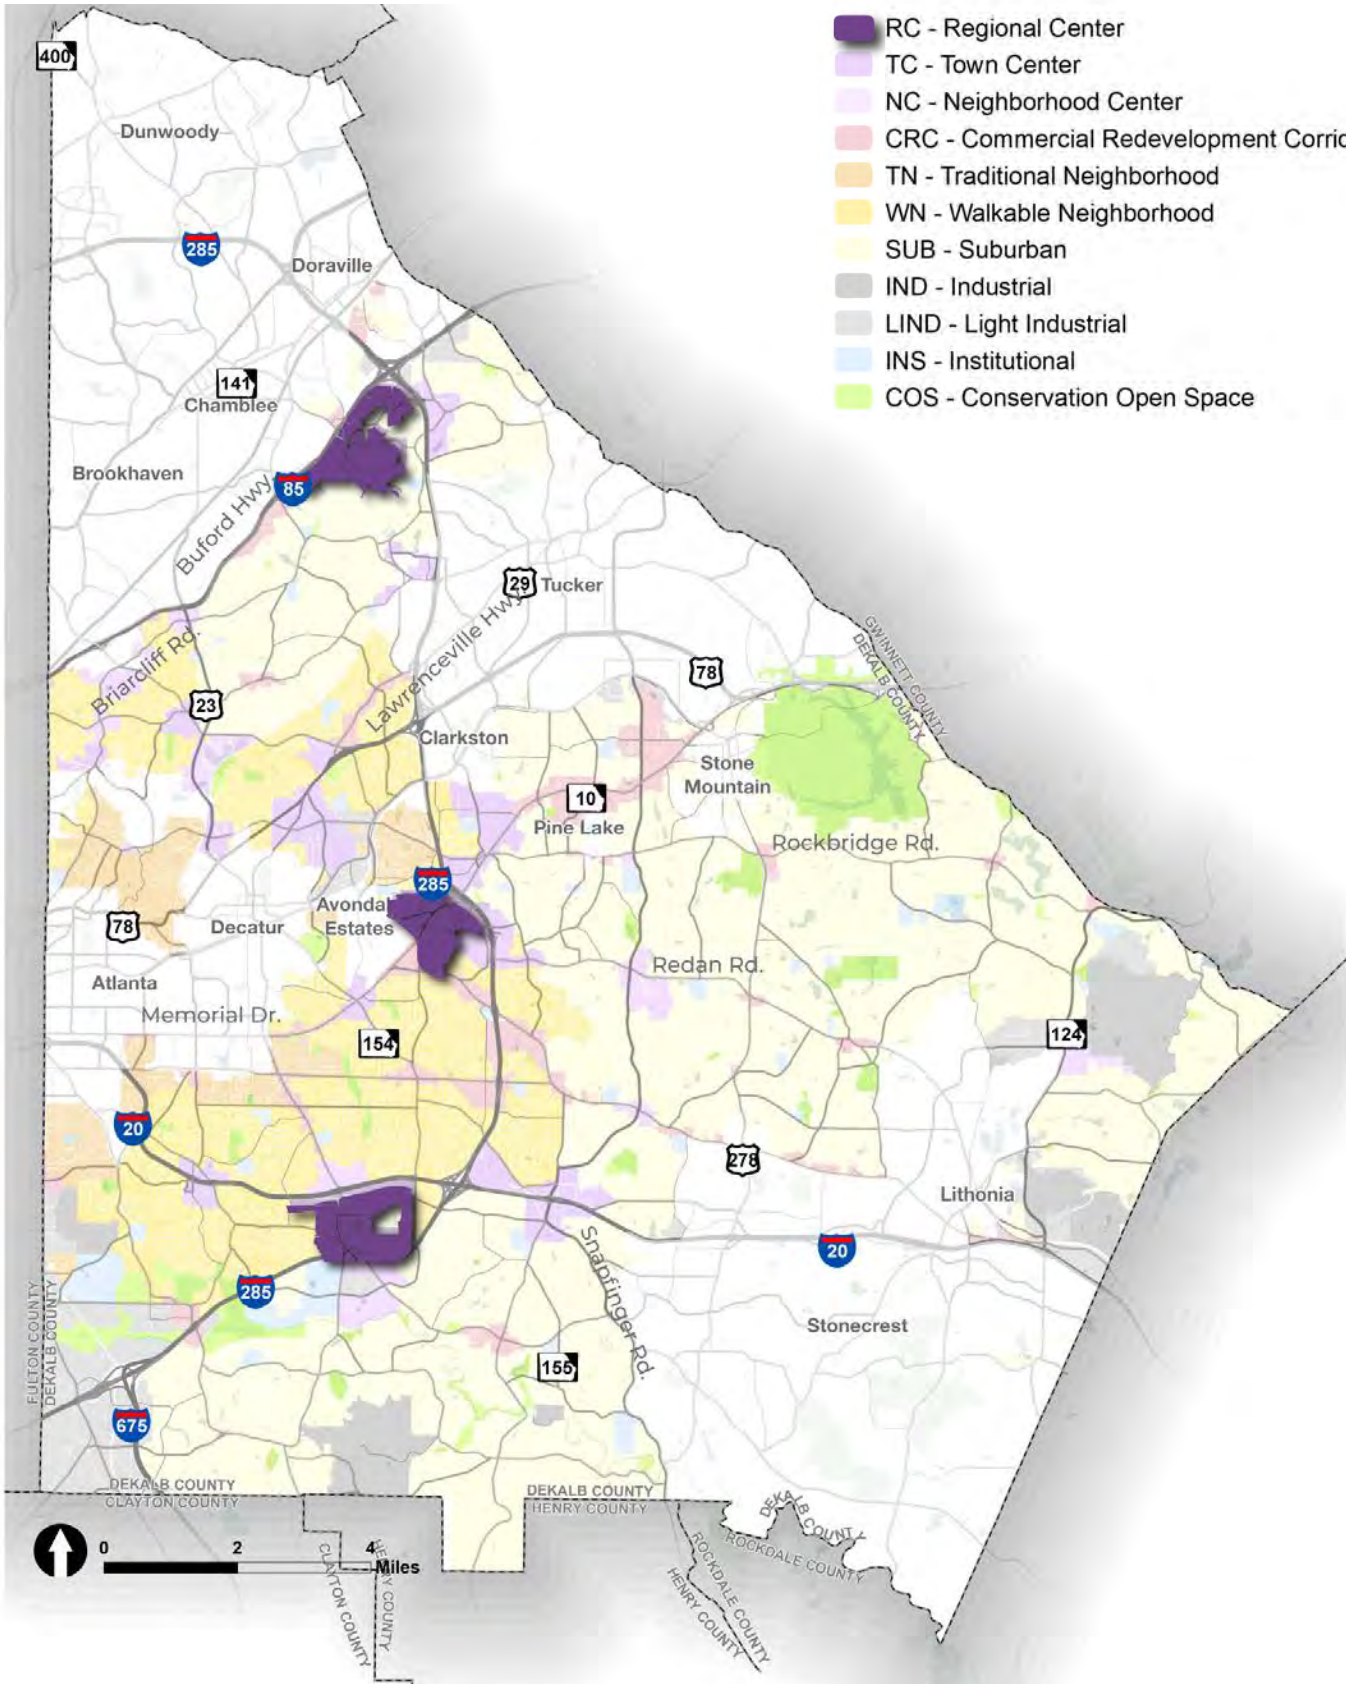 RC - Regional Center
TC - Town Center
NC - Neighborhood Center
CRC - Commercial Redevelopment Corrid
TN - Traditional Neighborhood
WN - Walkable Neighborhood
SUB - Suburban
IND - Industrial
LIND - Light Industrial
INS - Institutional
COS - Conservation Open Space
400
Dunwoody
285
Doraville
141
Chamblee
Brookhaven
85
Buford Hwy.
29
Tucker
Lawrenceville Hwy.
Briarcliff Rd.
23
78
GWINNETT COUNTY
DEKALB COUNTY
Clarkston
Stone
Mountain
10
Pine Lake
Rockbridge Rd.
285
Avondal
Estates
78
Decatur
Redan Rd.
Atlanta
Memorial Dr.
154
124
20
278
Lithonia
Snapfinger Rd.
20
285
Stonecrest
FULTON COUNTY
DEKALB COUNTY
155
675
DEKALB COUNTY
CLAYTON COUNTY
DEKALB COUNTY
HENRY COUNTY
DEKALB COUNTY
ROCKDALE COUNTY
0 2 4
Miles
CLAYTON COUNTY
HENRY COUNTY
ROCKDALE COUNTY
HENRY COUNTY